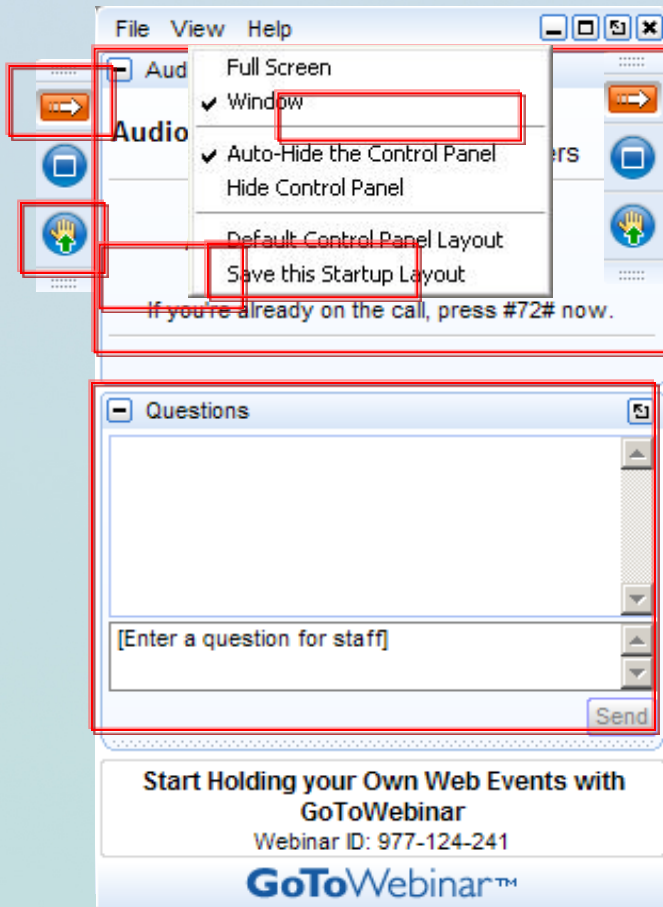 File View Help
Aud
Full Screen
Window
Audio
Auto-Hide the Control Panel
ers
Hide Control Panel
Default Control Panel Layout
Save this Startup Layout
If you're already on the call, press #72# now.
Questions
[Enter a question for staff]
Send
Start Holding your Own Web Events with
GoToWebinar
Webinar ID: 977-124-241
GoToWebinar™